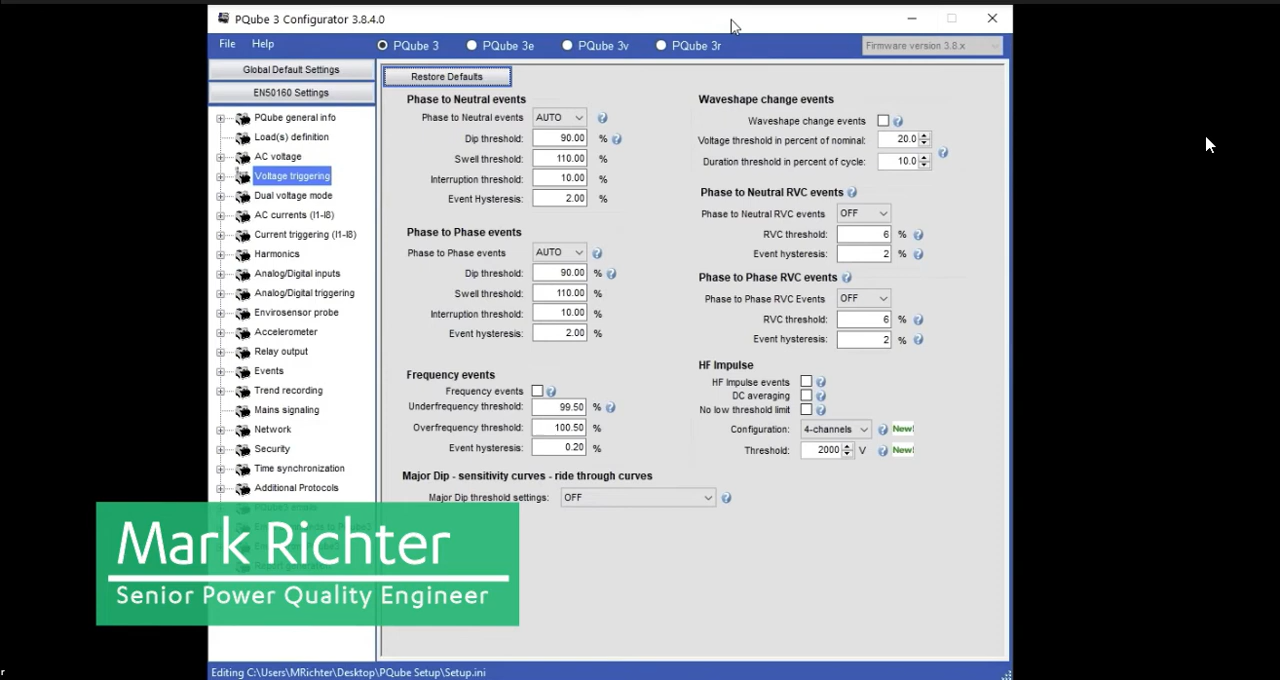 PQube 3 Configurator 3.8.4.0
File Help PQube 3 PQube 3e PQube 3v PQube 3r Firmware version 3.8.x
Global Default Settings
EN50160 Settings
PQube general info
Load(s) definition
AC voltage
Voltage triggering
Dual voltage mode
AC currents (I1-I8)
Current triggering (I1-I8)
Harmonics
Analog/Digital inputs
Analog/Digital triggering
Envirosensor probe
Accelerometer
Relay output
Events
Trend recording
Mains signaling
Network
Security
Time synchronization
Additional Protocols
Restore Defaults
Phase to Neutral events
Phase to Neutral events AUTO
Dip threshold: 90.00 %
Swell threshold: 110.00 %
Interruption threshold: 10.00 %
Event Hysteresis: 2.00 %
Phase to Phase events
Phase to Phase events AUTO
Dip threshold: 90.00 %
Swell threshold: 110.00 %
Interruption threshold: 10.00 %
Event hysteresis: 2.00 %
Frequency events
Frequency events
Underfrequency threshold: 99.50 %
Overfrequency threshold: 100.50 %
Event hysteresis: 0.20 %
Major Dip - sensitivity curves - ride through curves
Major Dip threshold settings: OFF
Waveshape change events
Waveshape change events
Voltage threshold in percent of nominal: 20.0
Duration threshold in percent of cycle: 10.0
Phase to Neutral RVC events
Phase to Neutral RVC events OFF
RVC threshold: 6 %
Event hysteresis: 2 %
Phase to Phase RVC events
Phase to Phase RVC Events OFF
RVC threshold: 6 %
Event hysteresis: 2 %
HF Impulse
HF Impulse events
DC averaging
No low threshold limit
Configuration: 4-channels New!
Threshold: 2000 V New!
Mark Richter
Senior Power Quality Engineer
Editing C:\Users\MRichter\Desktop\PQube Setup\Setup.ini